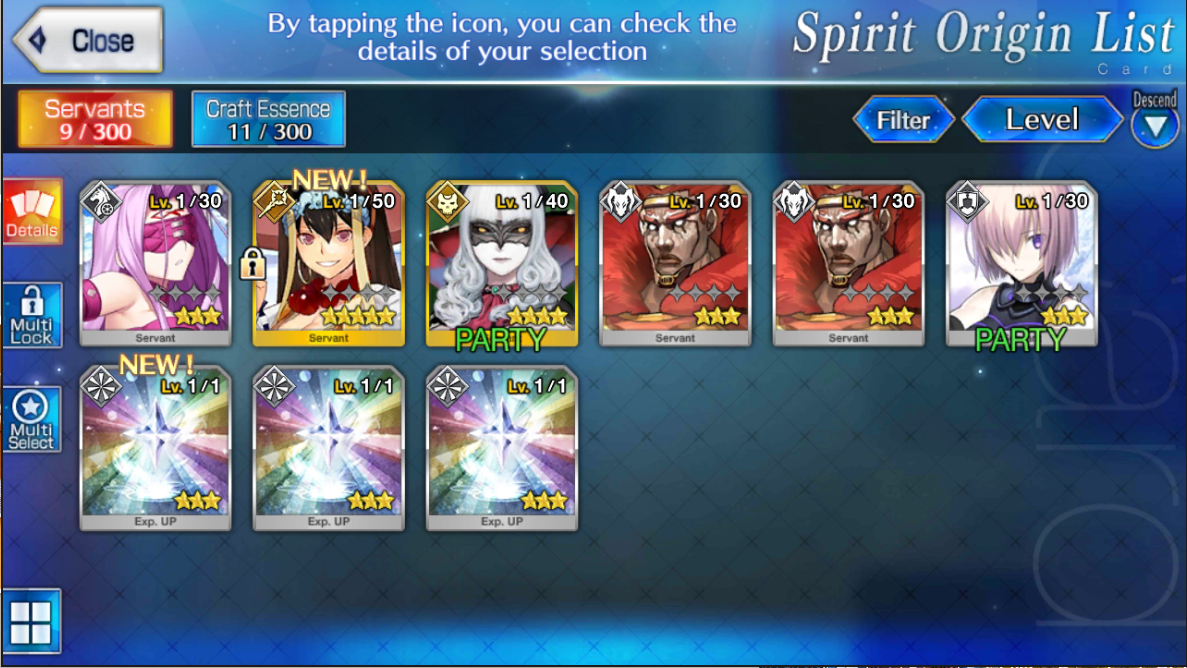 Close
By tapping the icon, you can check the
details of your selection
Spirit Origin List
Card
Servants
9 / 300
Craft Essence
11 / 300
Filter
Level
Descend
Details
Multi
Lock
Multi
Select
Lv. 1/30
Servant
NEW !
Lv. 1/50
Servant
Lv. 1/40
PARTY
Lv. 1/30
Servant
Lv. 1/30
Servant
Lv. 1/30
PARTY
NEW !
Lv. 1/1
Exp. UP
Lv. 1/1
Exp. UP
Lv. 1/1
Exp. UP